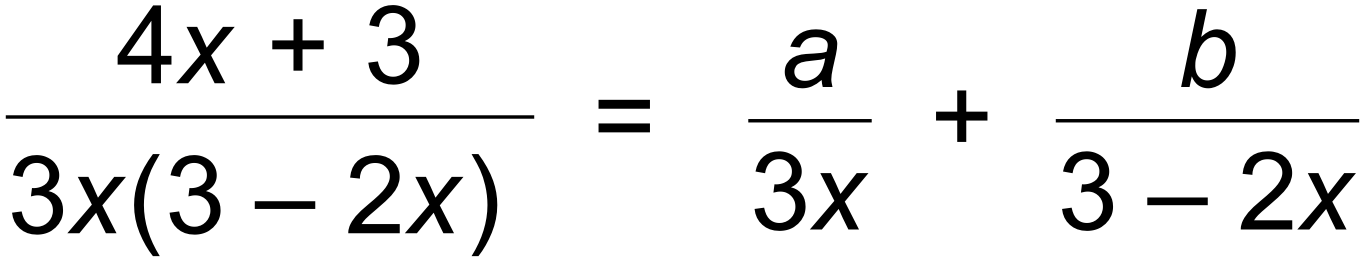 4x + 3 / 3x(3 – 2x) = a / 3x + b / 3 – 2x